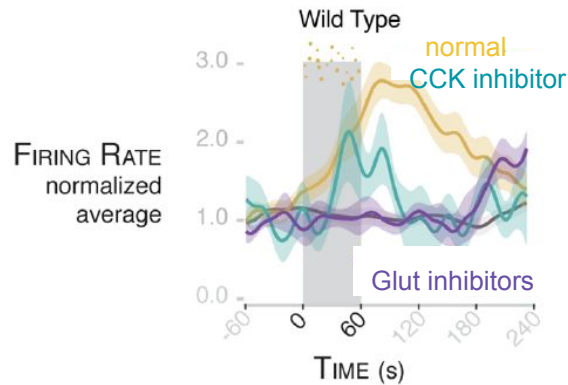 Wild Type
normal
CCK inhibitor
3.0
2.0
1.0
0.0
FIRING RATE
normalized
average
Glut inhibitors
-60
0
60
120
180
240
TIME (s)